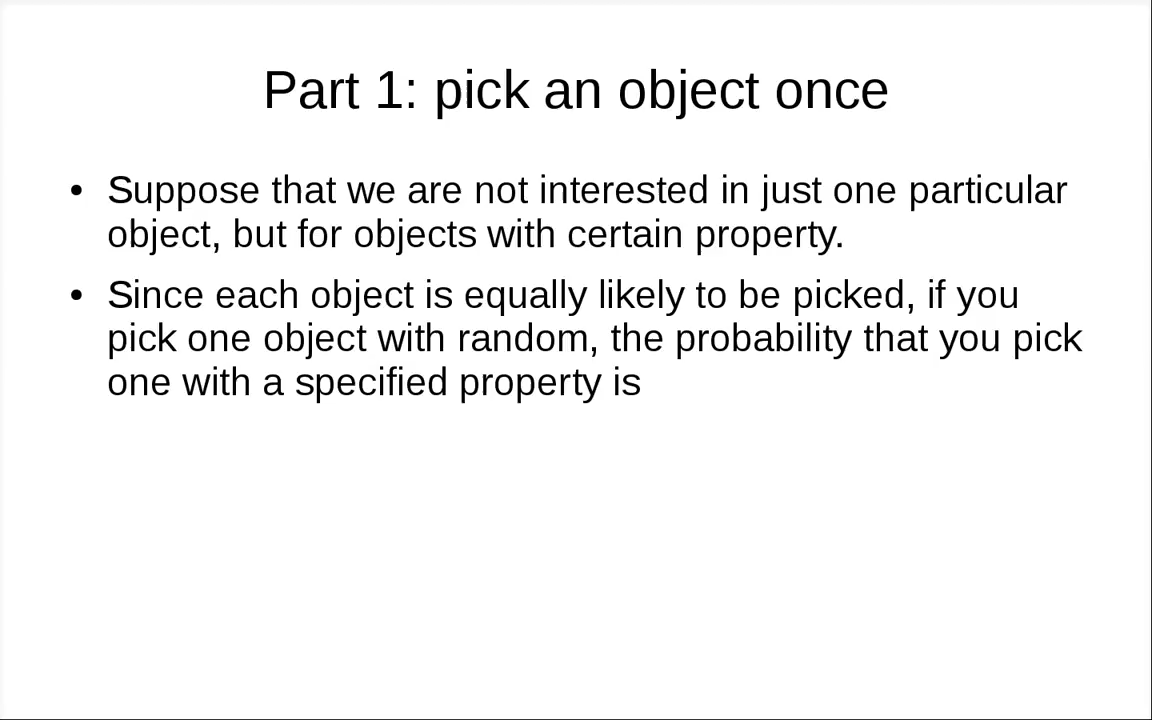 Part 1: pick an object once
• Suppose that we are not interested in just one particular
object, but for objects with certain property.
• Since each object is equally likely to be picked, if you
pick one object with random, the probability that you pick
one with a specified property is